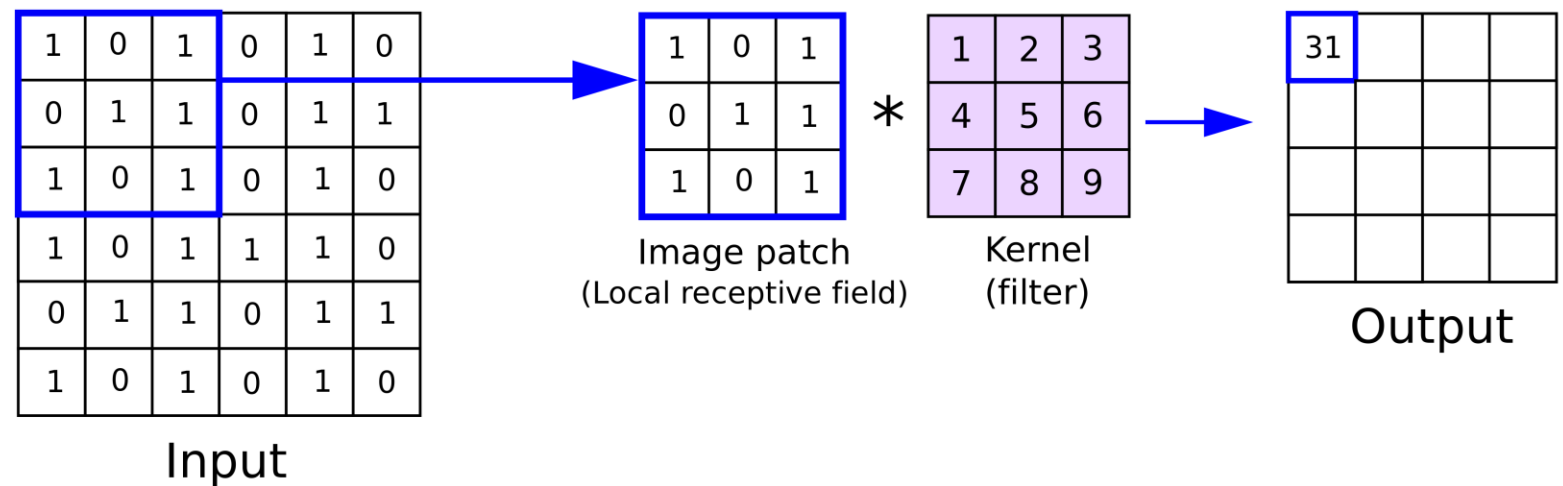 1 0 1 0 1 0
0 1 1 0 1 1
1 0 1 0 1 0
1 0 1 1 1 0
0 1 1 0 1 1
1 0 1 0 1 0
Input
1 0 1
0 1 1
1 0 1
Image patch
(Local receptive field)
*
1 2 3
4 5 6
7 8 9
Kernel
(filter)
31
Output